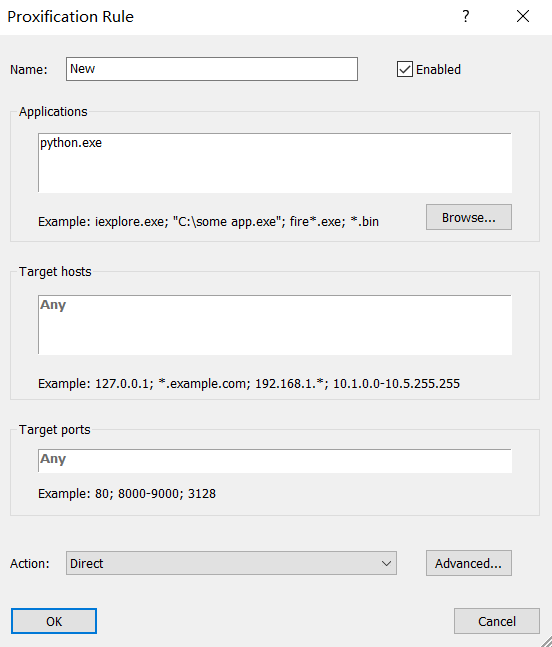 Proxification Rule
Name: New Enabled
Applications
python.exe
Example: iexplore.exe; "C:\some app.exe"; fire*.exe; *.bin Browse...
Target hosts
Any
Example: 127.0.0.1; *.example.com; 192.168.1.*; 10.1.0.0-10.5.255.255
Target ports
Any
Example: 80; 8000-9000; 3128
Action: Direct Advanced...
OK Cancel